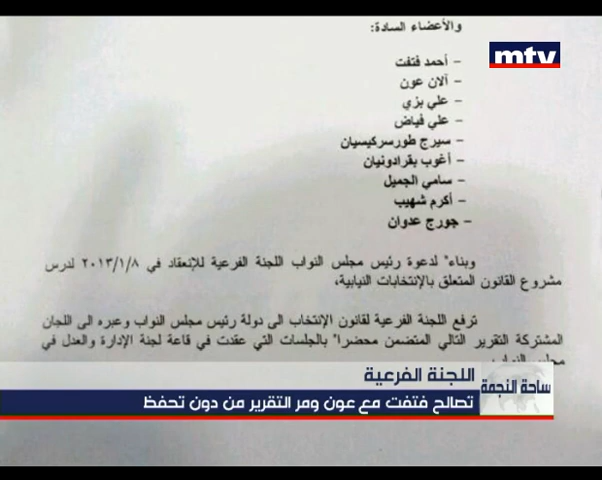 والأعضاء السادة:
mtv
- أحمد فتفت
- آلان عون
- علي بزي
- علي فياض
- سيرج طورسركيسيان
- أغوب بقرادونيان
- سامي الجميل
- أكرم شهيب
- جورج عدوان
وبناء" لدعوة رئيس مجلس النواب اللجنة الفرعية للإنعقاد في ٢٠١٣/١/٨ لدرس
مشروع القانون المتعلق بالإنتخابات النيابية،
ترفع اللجنة الفرعية لقانون الإنتخاب الى دولة رئيس مجلس النواب وعبره الى اللجان
المشتركة التقرير التالي المتضمن محضرا" بالجلسات التي عقدت في قاعة لجنة الإدارة والعدل في
مجلس النواب
ساحة النجمة
اللجنة الفرعية
تصالح فتفت مع عون ومر التقرير من دون تحفظ